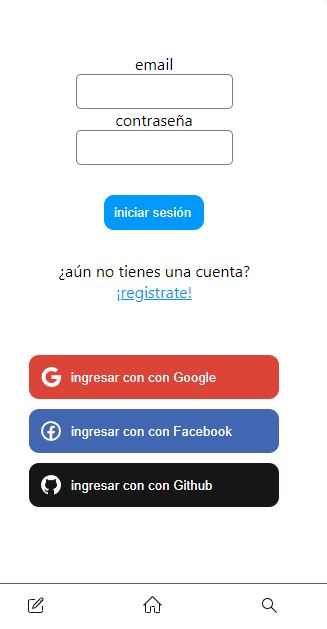 email
contraseña
iniciar sesión
¿aún no tienes una cuenta?
¡registrate!
ingresar con con Google
ingresar con con Facebook
ingresar con con Github